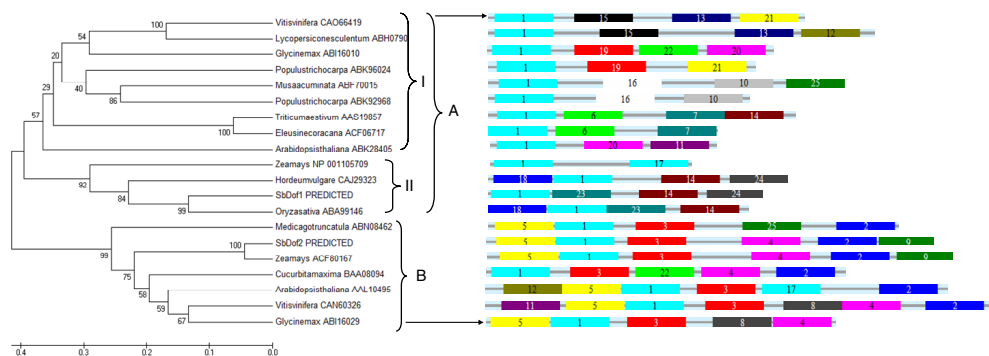 Vitisvinifera CAO66419 1 15 13 21
Lycopersiconesculentum ABH0790 1 15 13 12
Glycinemax ABI16010 1 19 22 20
Populustrichocarpa ABK96024 1 19 21
Musaacuminata ABF70015 1 16 10 25
Populustrichocarpa ABK92968 1 16 10
Triticumaestivum AAS19857 1 6 7 14
Eleusinecoracana ACF06717 1 6 7
Arabidopsisthaliana ABK28405 1 20 11
Zeamays NP 001105709 1 17
Hordeumvulgare CAJ29323 18 1 14 24
SbDof1 PREDICTED 1 23 14 24
Oryzasativa ABA99146 18 1 23 14
Medicagotruncatula ABN08462 5 1 3 25 2
SbDof2 PREDICTED 5 1 3 4 2 9
Zeamays ACF80167 5 1 3 4 2 9
Cucurbitamaxima BAA08094 1 3 22 4 2
Arabidopsisthaliana AAL10495 12 5 1 3 17 2
Vitisvinifera CAN60326 11 5 1 3 8 4 2
Glycinemax ABI16029 5 1 3 8 4
100
54
20
40
86
29
57
100
92
84
99
99
100
75
58
59
67
I
A
II
B
0.4 0.3 0.2 0.1 0.0